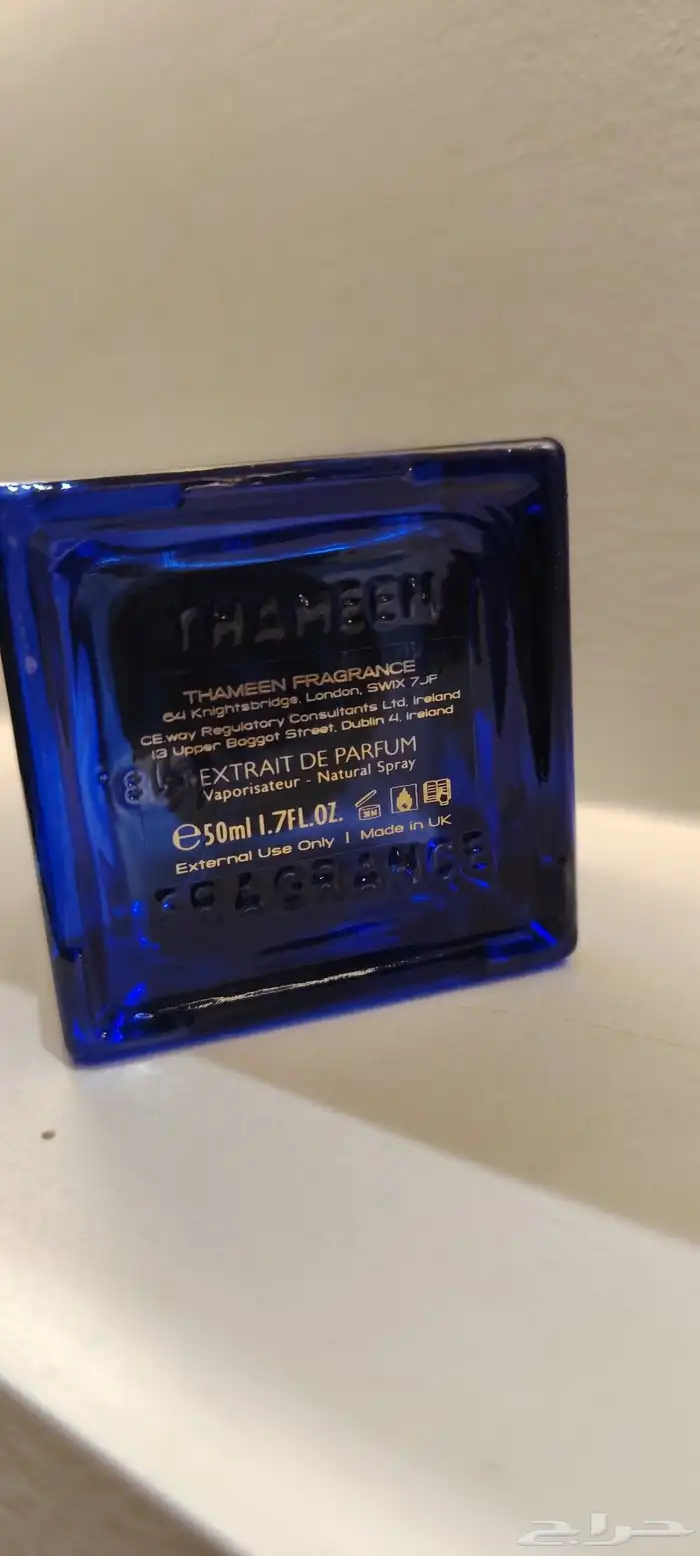 THAMEEN
THAMEEN FRAGRANCE
64 Knightsbridge, London, SW1X 7JF
CE.way Regulatory Consultants Ltd, Ireland
13 Upper Baggot Street, Dublin 4, Ireland
EXTRAIT DE PARFUM
Vaporisateur - Natural Spray
e50ml 1.7FL.OZ.
External Use Only | Made in UK
FRAGRANCE
حراج